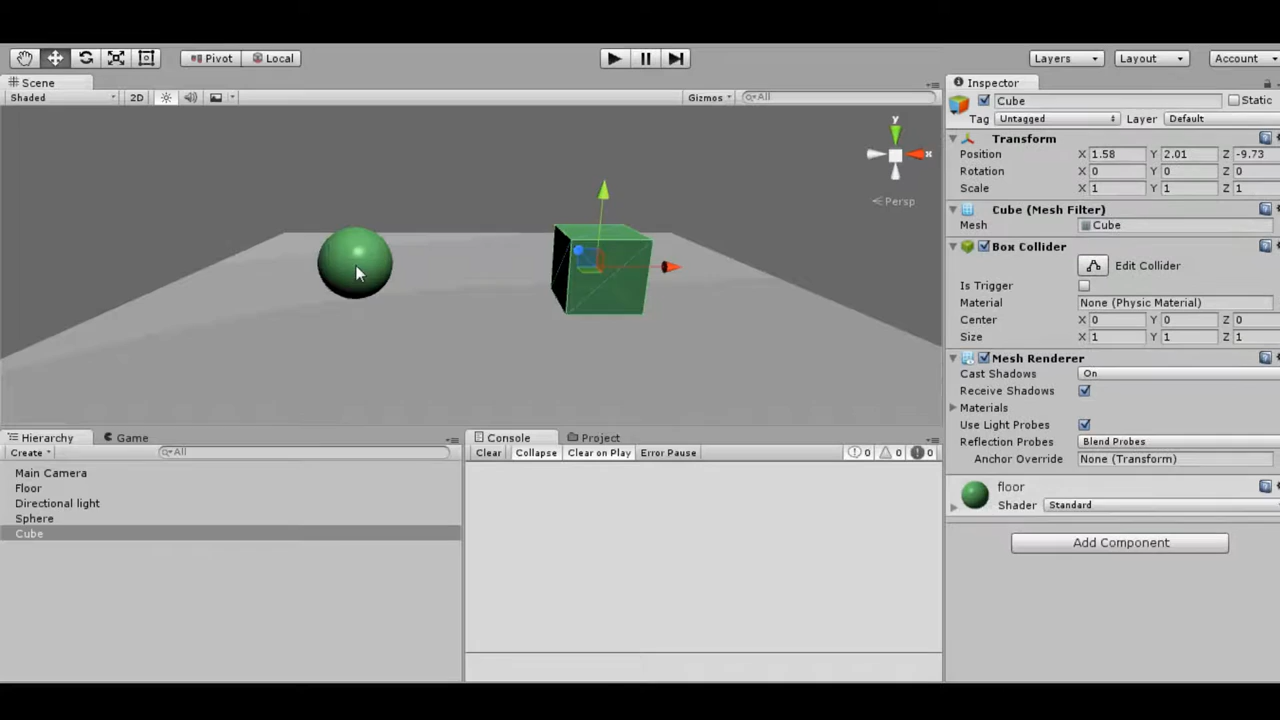 Pivot Local Layers Layout Account
Scene Inspector
Shaded 2D Gizmos All Cube Static
Tag Untagged Layer Default
y
Transform
x Position X 1.58 Y 2.01 Z -9.73
Rotation X 0 Y 0 Z 0
Scale X 1 Y 1 Z 1
Persp
Cube (Mesh Filter)
Mesh Cube
Box Collider
Edit Collider
Is Trigger
Material None (Physic Material)
Center X 0 Y 0 Z 0
Size X 1 Y 1 Z 1
Mesh Renderer
Cast Shadows On
Receive Shadows
Materials
Use Light Probes
Reflection Probes Blend Probes
Anchor Override None (Transform)
floor
Shader Standard
Add Component
Hierarchy Game Console Project
Create All Clear Collapse Clear on Play Error Pause 0 0 0
Main Camera
Floor
Directional light
Sphere
Cube